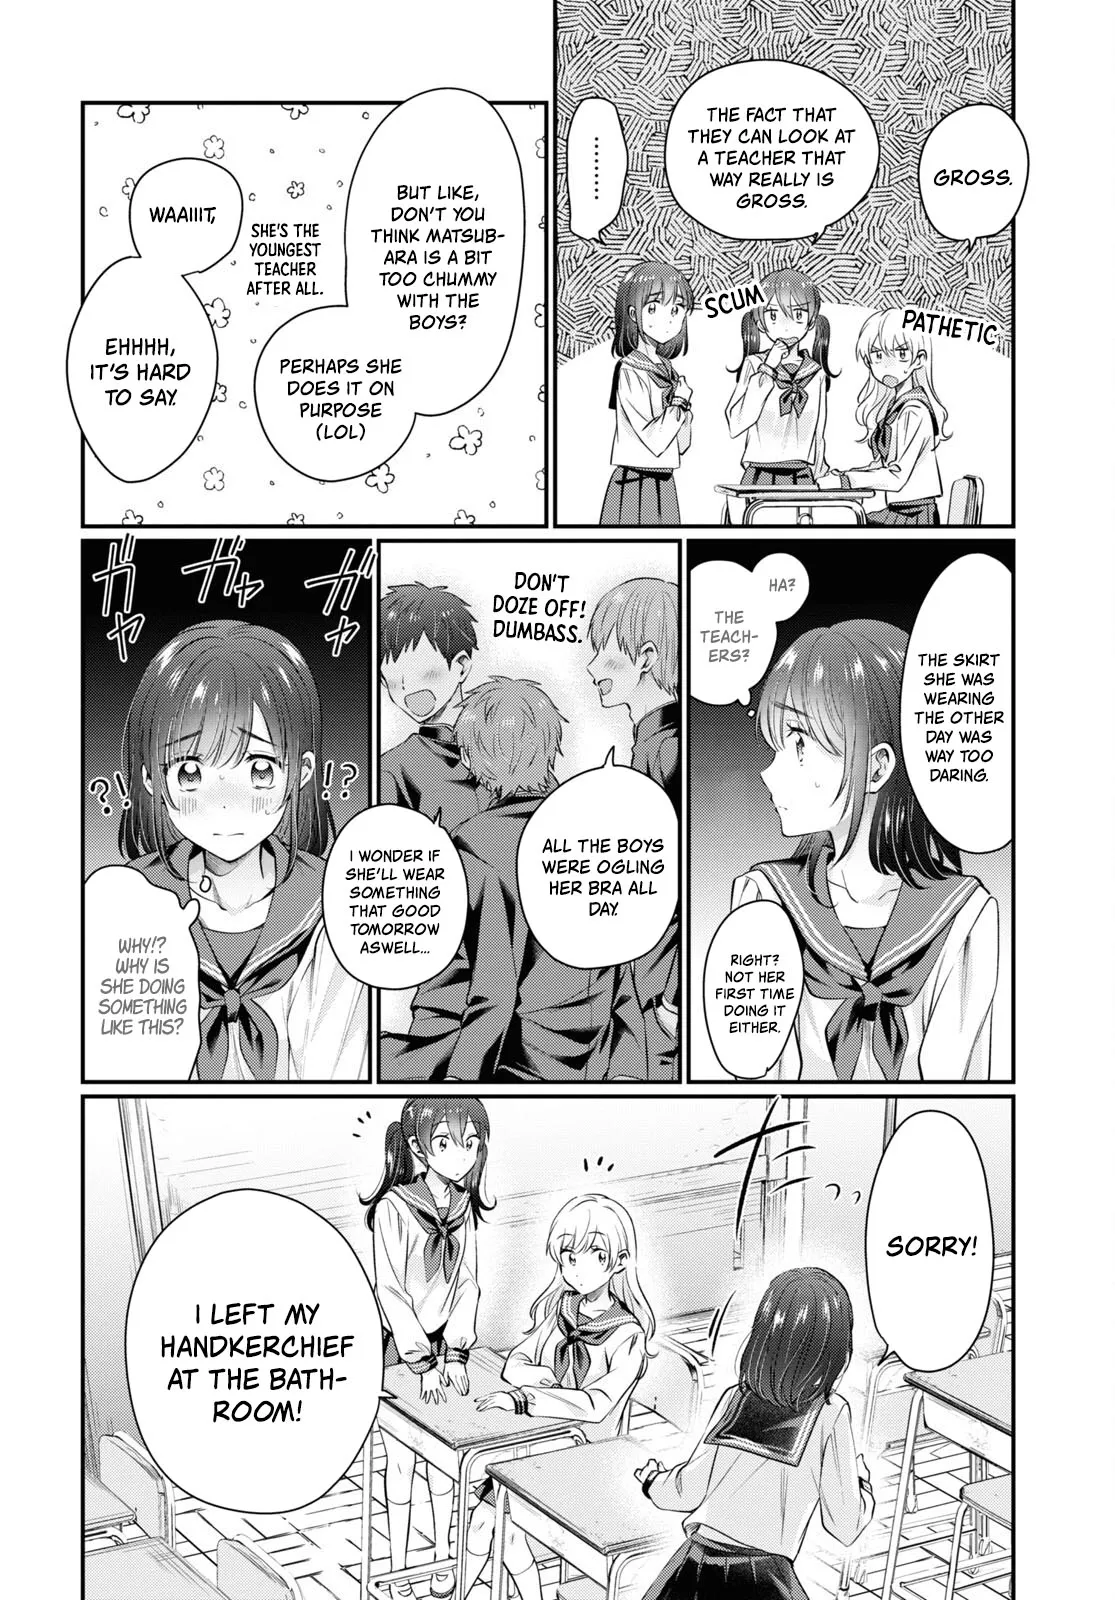 GROSS.
THE FACT THAT
THEY CAN LOOK AT
A TEACHER THAT
WAY REALLY IS
GROSS.
.........
SCUM
PATHETIC
BUT LIKE,
DON'T YOU
THINK MATSUB-
ARA IS A BIT
TOO CHUMMY
WITH THE
BOYS?
PERHAPS SHE
DOES IT ON
PURPOSE
(LOL)
SHE'S THE
YOUNGEST
TEACHER
AFTER ALL.
WAAIIIT,
EHHHH,
IT'S HARD
TO SAY.
THE SKIRT
SHE WAS
WEARING
THE OTHER
DAY WAS
WAY TOO
DARING.
HA?
THE
TEACH-
ERS?
RIGHT?
NOT HER
FIRST TIME
DOING IT
EITHER.
DON'T
DOZE OFF!
DUMBASS.
ALL THE BOYS
WERE OGLING
HER BRA ALL
DAY.
I WONDER IF
SHE'LL WEAR
SOMETHING
THAT GOOD
TOMORROW
ASWELL...
ガヤ
ガヤ
ガヤ
!?
?!
WHY!?
WHY IS
SHE DOING
SOMETHING
LIKE THIS?
SORRY!
I LEFT MY
HANDKERCHIEF
AT THE BATH-
ROOM!